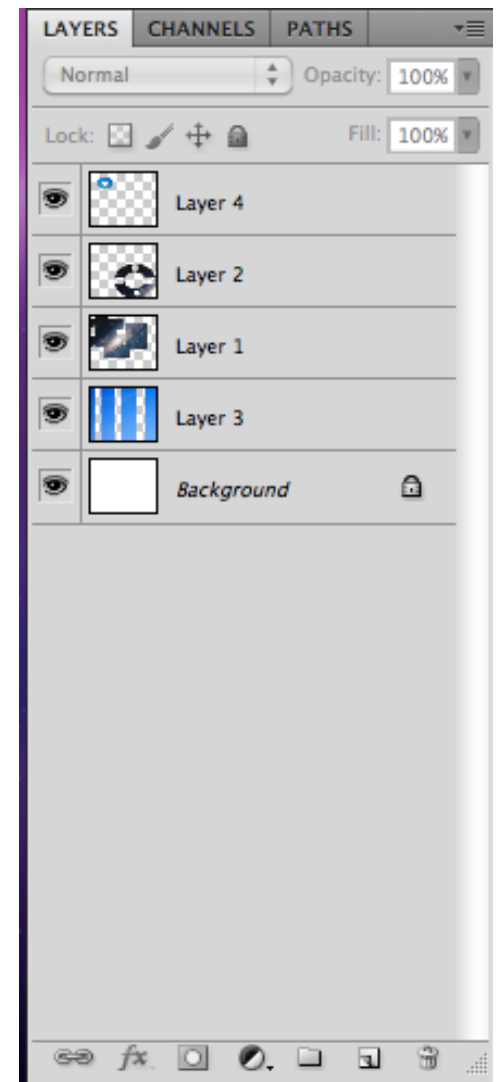 LAYERS CHANNELS PATHS
Normal Opacity: 100%
Lock: Fill: 100%
Layer 4
Layer 2
Layer 1
Layer 3
Background
fx.